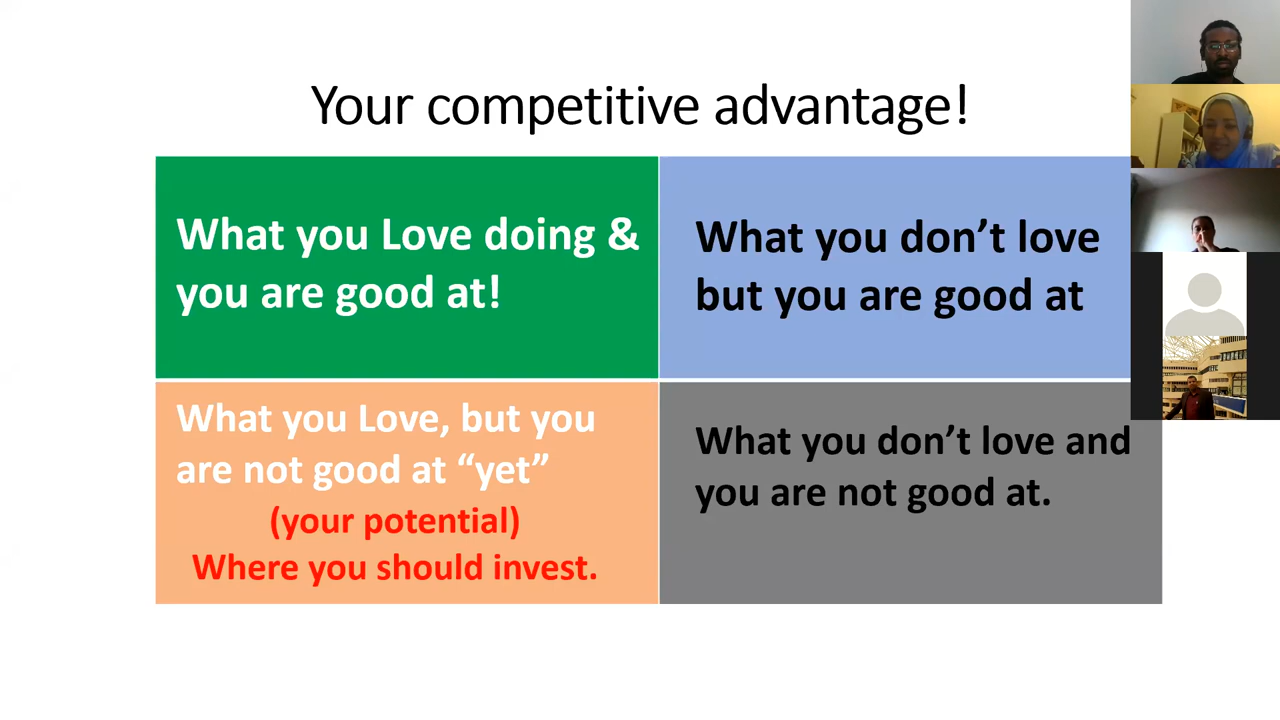 Your competitive advantage!
What you Love doing &
you are good at!
What you don’t love
but you are good at
What you Love, but you
are not good at “yet”
(your potential)
Where you should invest.
What you don’t love and
you are not good at.